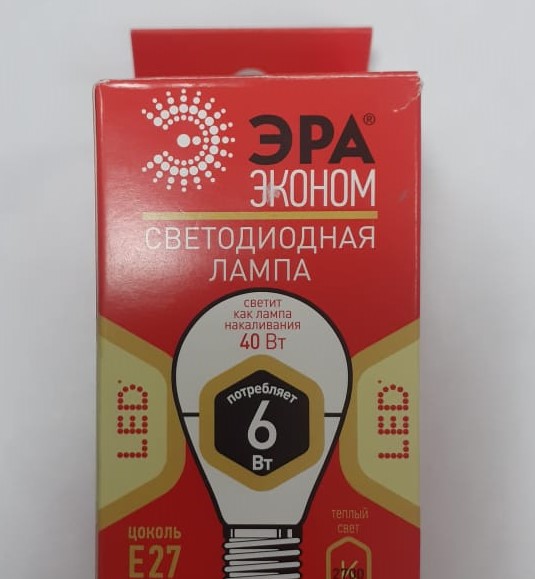 ЭРА®
ЭКОНОМ
СВЕТОДИОДНАЯ
ЛАМПА
светит
как лампа
накаливания
40 Вт
потребляет
6
Вт
LED
LED
цоколь
E27
теплый
свет
2700